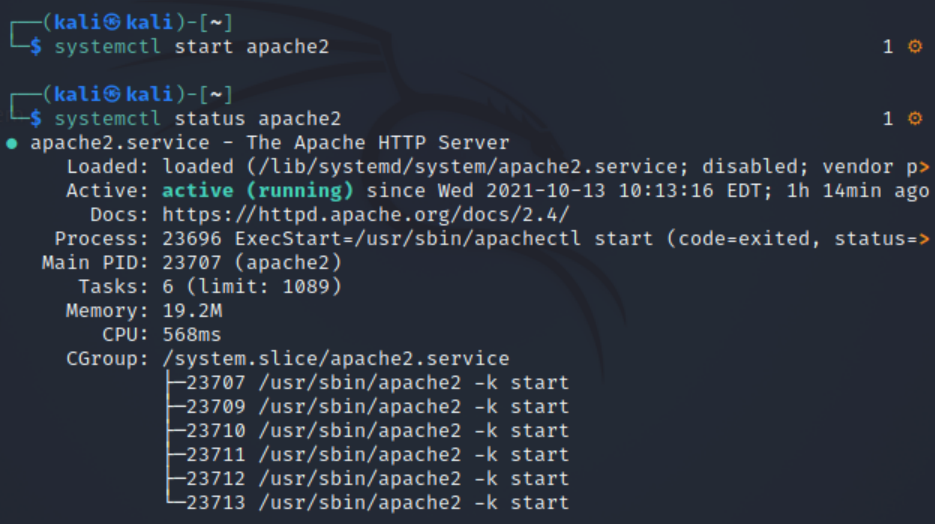 ┌──(kali㉿kali)-[~]
└─$ systemctl start apache2 1 ⚙
┌──(kali㉿kali)-[~]
└─$ systemctl status apache2 1 ⚙
● apache2.service - The Apache HTTP Server
Loaded: loaded (/lib/systemd/system/apache2.service; disabled; vendor p>
Active: active (running) since Wed 2021-10-13 10:13:16 EDT; 1h 14min ago
Docs: https://httpd.apache.org/docs/2.4/
Process: 23696 ExecStart=/usr/sbin/apachectl start (code=exited, status=>
Main PID: 23707 (apache2)
Tasks: 6 (limit: 1089)
Memory: 19.2M
CPU: 568ms
CGroup: /system.slice/apache2.service
├─23707 /usr/sbin/apache2 -k start
├─23709 /usr/sbin/apache2 -k start
├─23710 /usr/sbin/apache2 -k start
├─23711 /usr/sbin/apache2 -k start
├─23712 /usr/sbin/apache2 -k start
└─23713 /usr/sbin/apache2 -k start